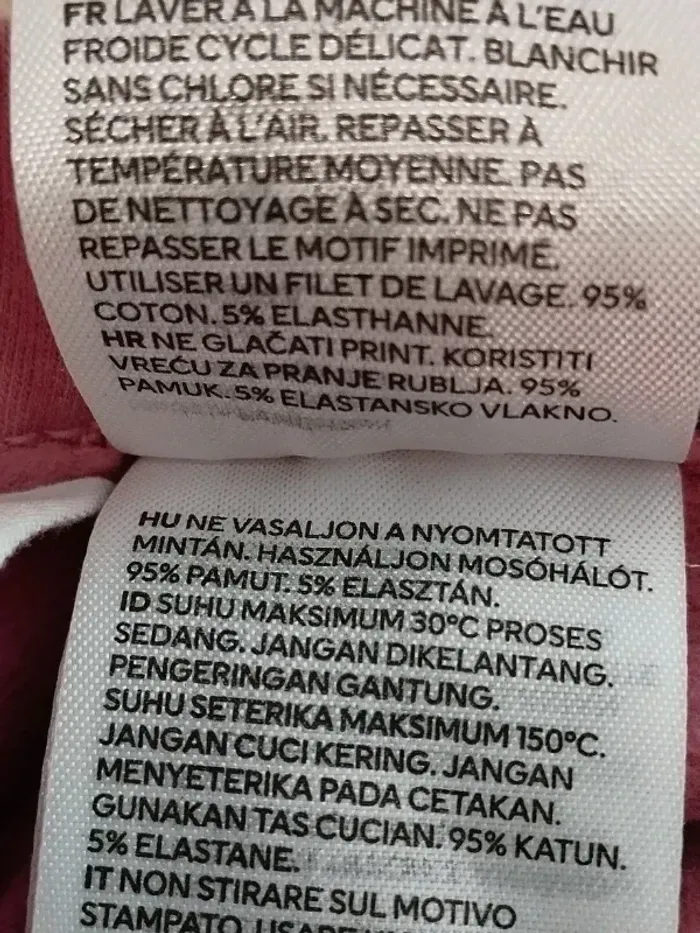 FR LAVER À LA MACHINE À L'EAU
FROIDE CYCLE DÉLICAT. BLANCHIR
SANS CHLORE SI NÉCESSAIRE.
SÉCHER À L'AIR. REPASSER À
TEMPÉRATURE MOYENNE. PAS
DE NETTOYAGE À SEC. NE PAS
REPASSER LE MOTIF IMPRIMÉ.
UTILISER UN FILET DE LAVAGE. 95%
COTON. 5% ELASTHANNE.
HR NE GLAČATI PRINT. KORISTITI
VREĆU ZA PRANJE RUBLJA. 95%
PAMUK. 5% ELASTANSKO VLAKNO.
HU NE VASALJON A NYOMTATOTT
MINTÁN. HASZNÁLJON MOSÓHÁLÓT.
95% PAMUT. 5% ELASZTÁN.
ID SUHU MAKSIMUM 30°C PROSES
SEDANG. JANGAN DIKELANTANG.
PENGERINGAN GANTUNG.
SUHU SETERIKA MAKSIMUM 150°C.
JANGAN CUCI KERING. JANGAN
MENYETERIKA PADA CETAKAN.
GUNAKAN TAS CUCIAN. 95% KATUN.
5% ELASTANE.
IT NON STIRARE SUL MOTIVO
STAMPATO.